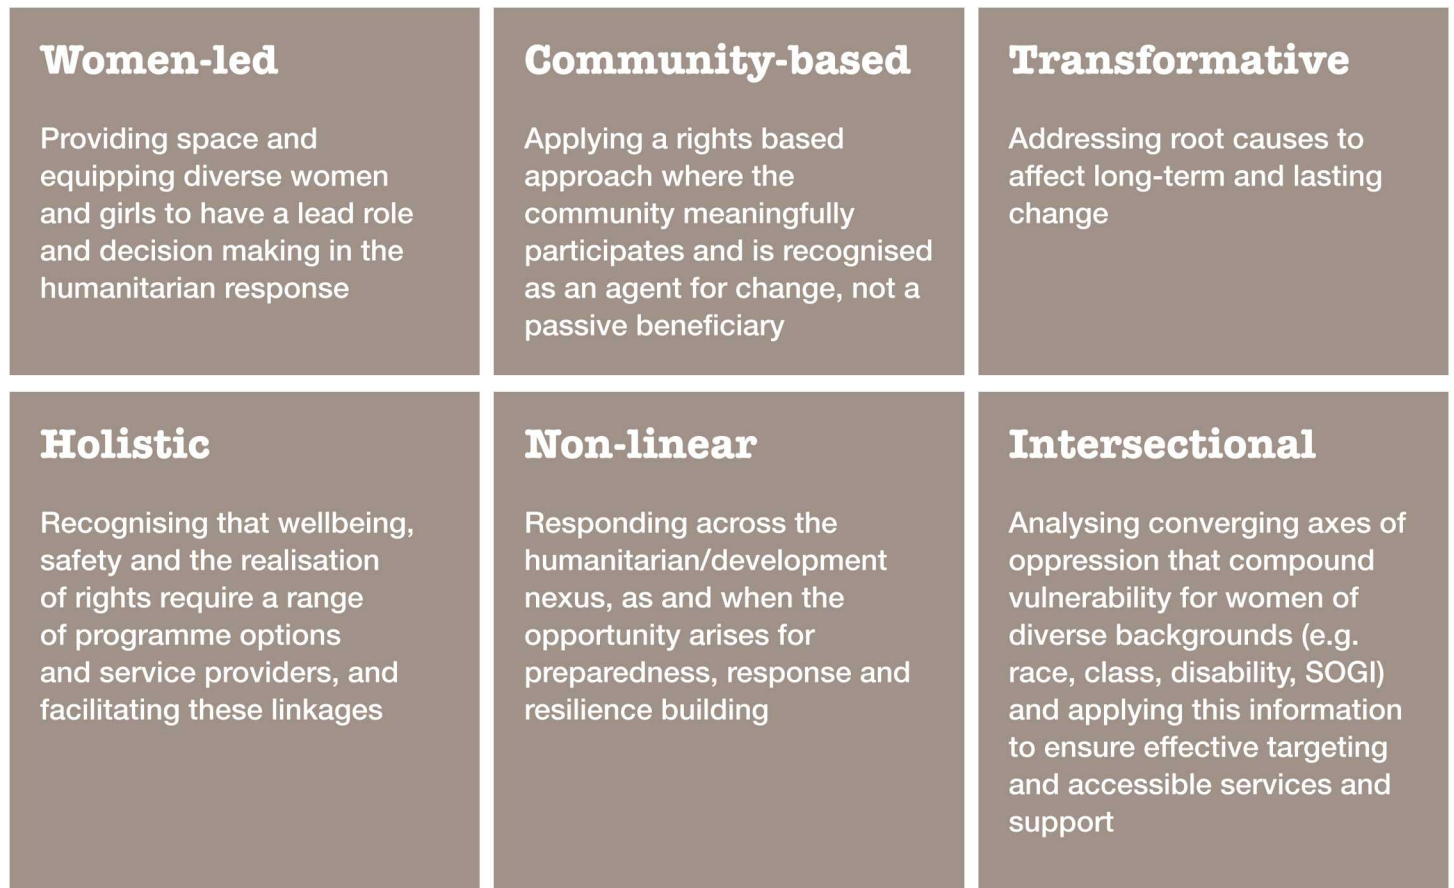 Women-led
Providing space and
equipping diverse women
and girls to have a lead role
and decision making in the
humanitarian response
Community-based
Applying a rights based
approach where the
community meaningfully
participates and is recognised
as an agent for change, not a
passive beneficiary
Transformative
Addressing root causes to
affect long-term and lasting
change
Holistic
Recognising that wellbeing,
safety and the realisation
of rights require a range
of programme options
and service providers, and
facilitating these linkages
Non-linear
Responding across the
humanitarian/development
nexus, as and when the
opportunity arises for
preparedness, response and
resilience building
Intersectional
Analysing converging axes of
oppression that compound
vulnerability for women of
diverse backgrounds (e.g.
race, class, disability, SOGI)
and applying this information
to ensure effective targeting
and accessible services and
support